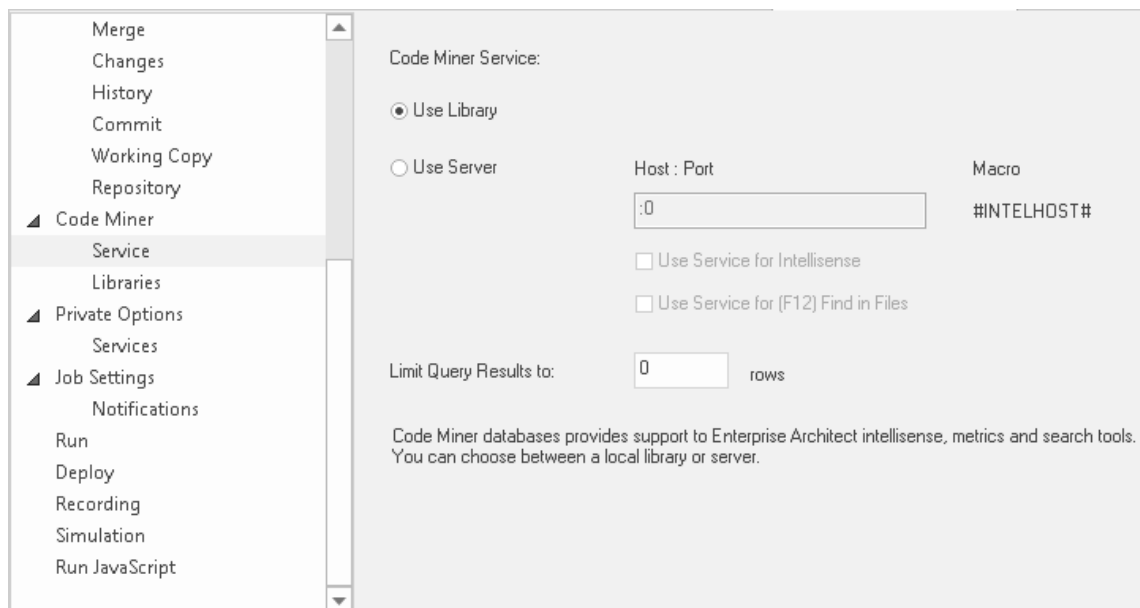 Merge
Changes
History
Commit
Working Copy
Repository
Code Miner
Service
Libraries
Private Options
Services
Job Settings
Notifications
Run
Deploy
Recording
Simulation
Run JavaScript
Code Miner Service:
Use Library
Use Server
Host : Port
Macro
:0
#INTELHOST#
Use Service for Intellisense
Use Service for (F12) Find in Files
Limit Query Results to:
0
rows
Code Miner databases provides support to Enterprise Architect intellisense, metrics and search tools.
You can choose between a local library or server.